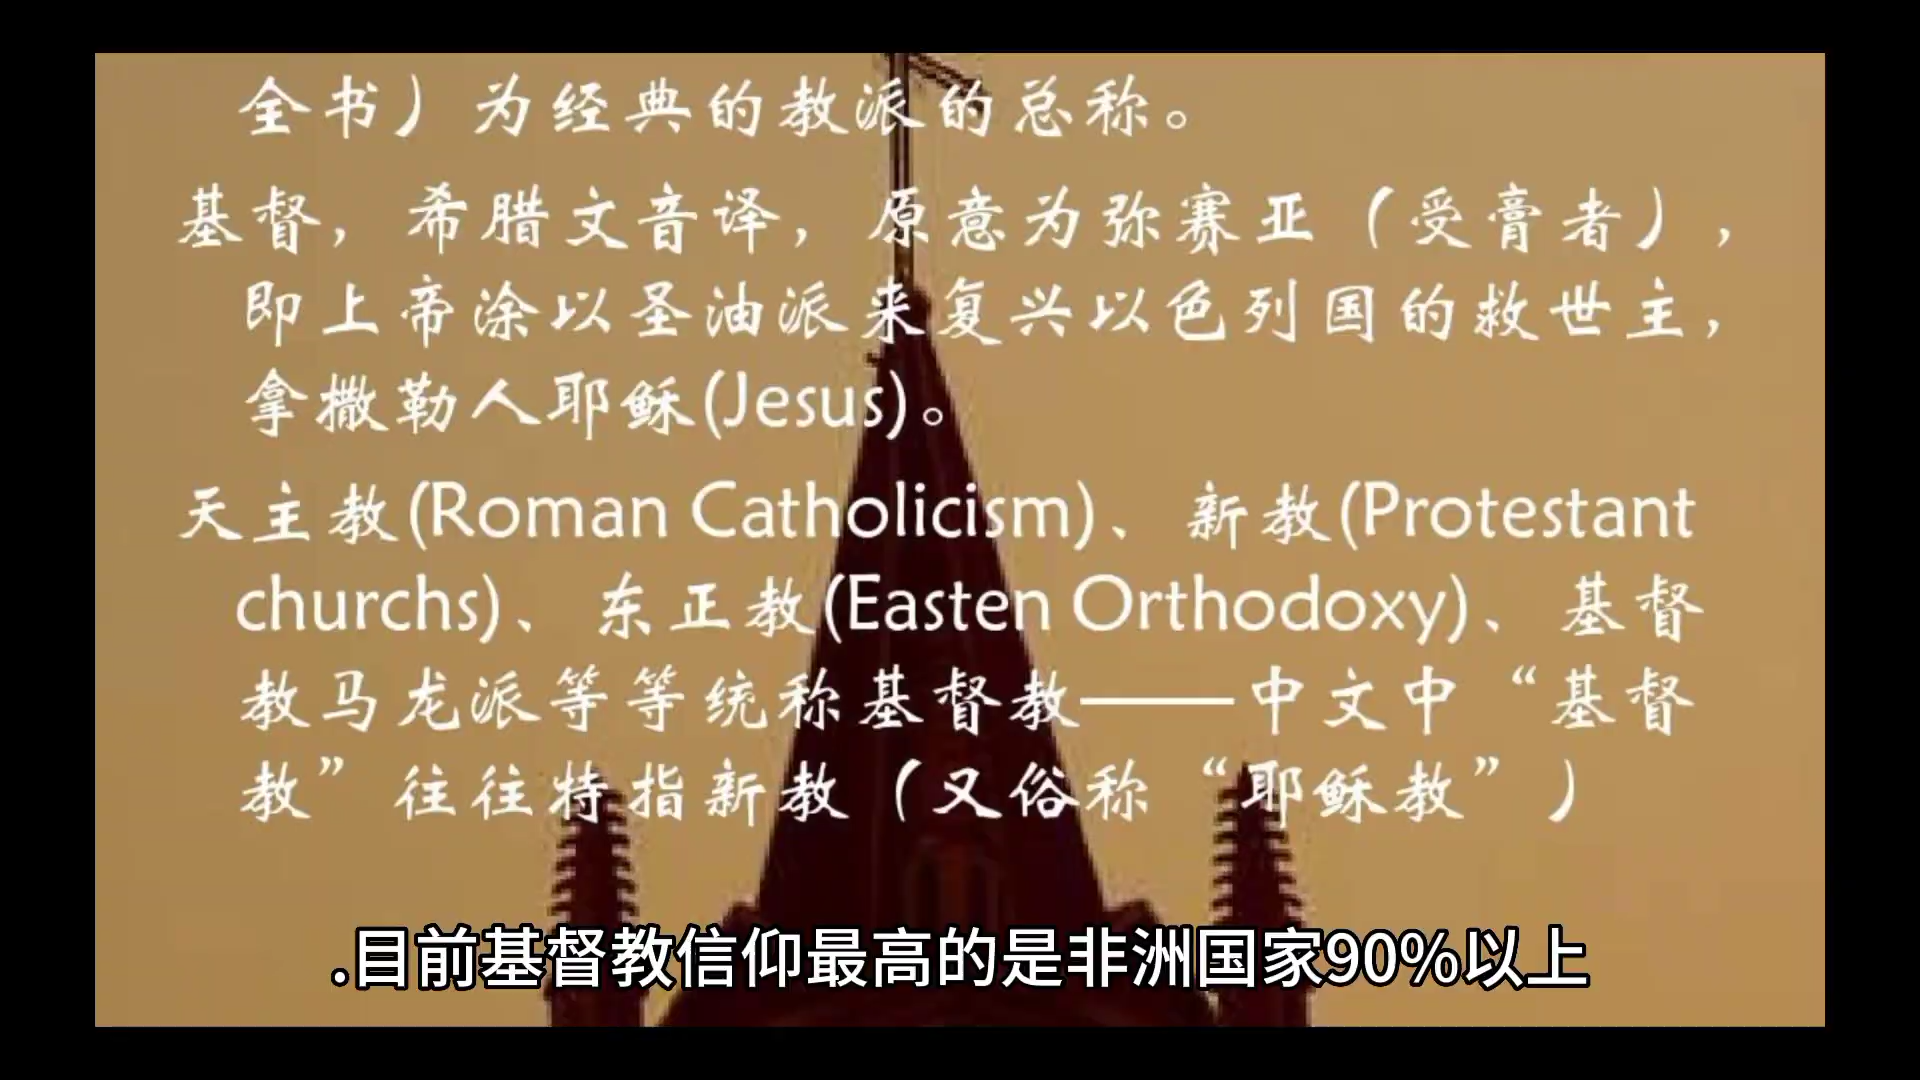 全书）为经典的教派的总称。
基督，希腊文音译，原意为弥赛亚（受膏者），
即上帝涂以圣油派来复兴以色列国的救世主，
拿撒勒人耶稣(Jesus)。
天主教(Roman Catholicism)、新教(Protestant
churchs)、东正教(Easten Orthodoxy)、基督
教马龙派等等统称基督教——中文中“基督
教”往往特指新教（又俗称“耶稣教”）
.目前基督教信仰最高的是非洲国家90%以上